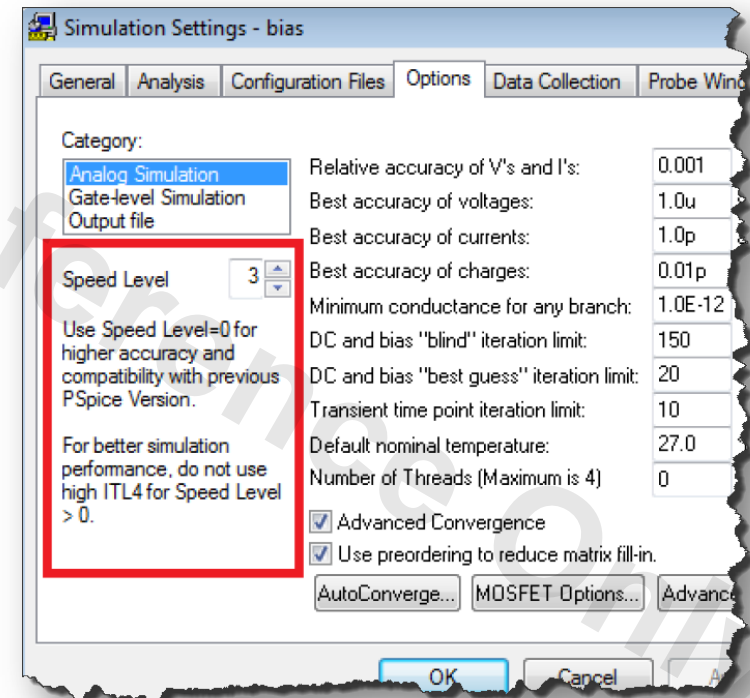 Simulation Settings - bias
General
Analysis
Configuration Files
Options
Data Collection
Probe
Category:
Analog Simulation
Gate-level Simulation
Output file
Speed Level 3
Use Speed Level=0 for
higher accuracy and
compatibility with previous
PSpice Version.
For better simulation
performance, do not use
high ITL4 for Speed Level
> 0.
Relative accuracy of V's and I's: 0.001
Best accuracy of voltages: 1.0u
Best accuracy of currents: 1.0p
Best accuracy of charges: 0.01p
Minimum conductance for any branch: 1.0E-12
DC and bias "blind" iteration limit: 150
DC and bias "best guess" iteration limit: 20
Transient time point iteration limit: 10
Default nominal temperature: 27.0
Number of Threads (Maximum is 4) 0
Advanced Convergence
Use preordering to reduce matrix fill-in.
AutoConverge...
MOSFET Options...
OK
Cancel